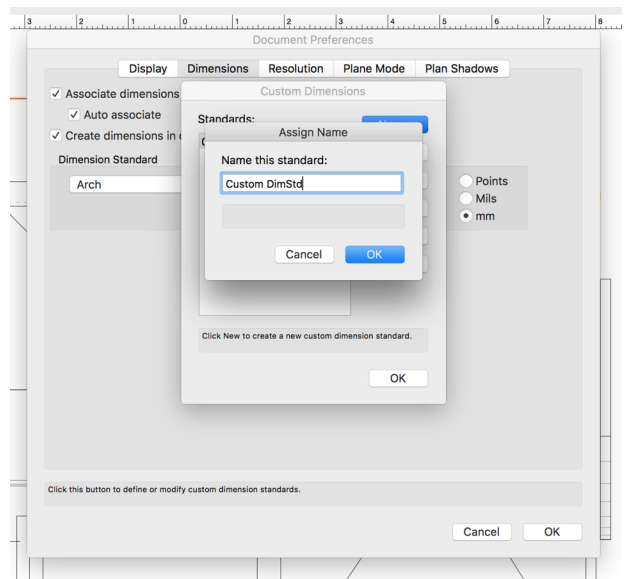 3 2 1 0 1 2 3 4 5 6 7 8
Document Preferences
Display Dimensions Resolution Plane Mode Plan Shadows
Associate dimensions
Auto associate
Create dimensions in
Dimension Standard
Arch
Points
Mils
mm
Custom Dimensions
Standards:
Assign Name
Name this standard:
Custom DimStd
Cancel OK
Click New to create a new custom dimension standard.
OK
Click this button to define or modify custom dimension standards.
Cancel OK